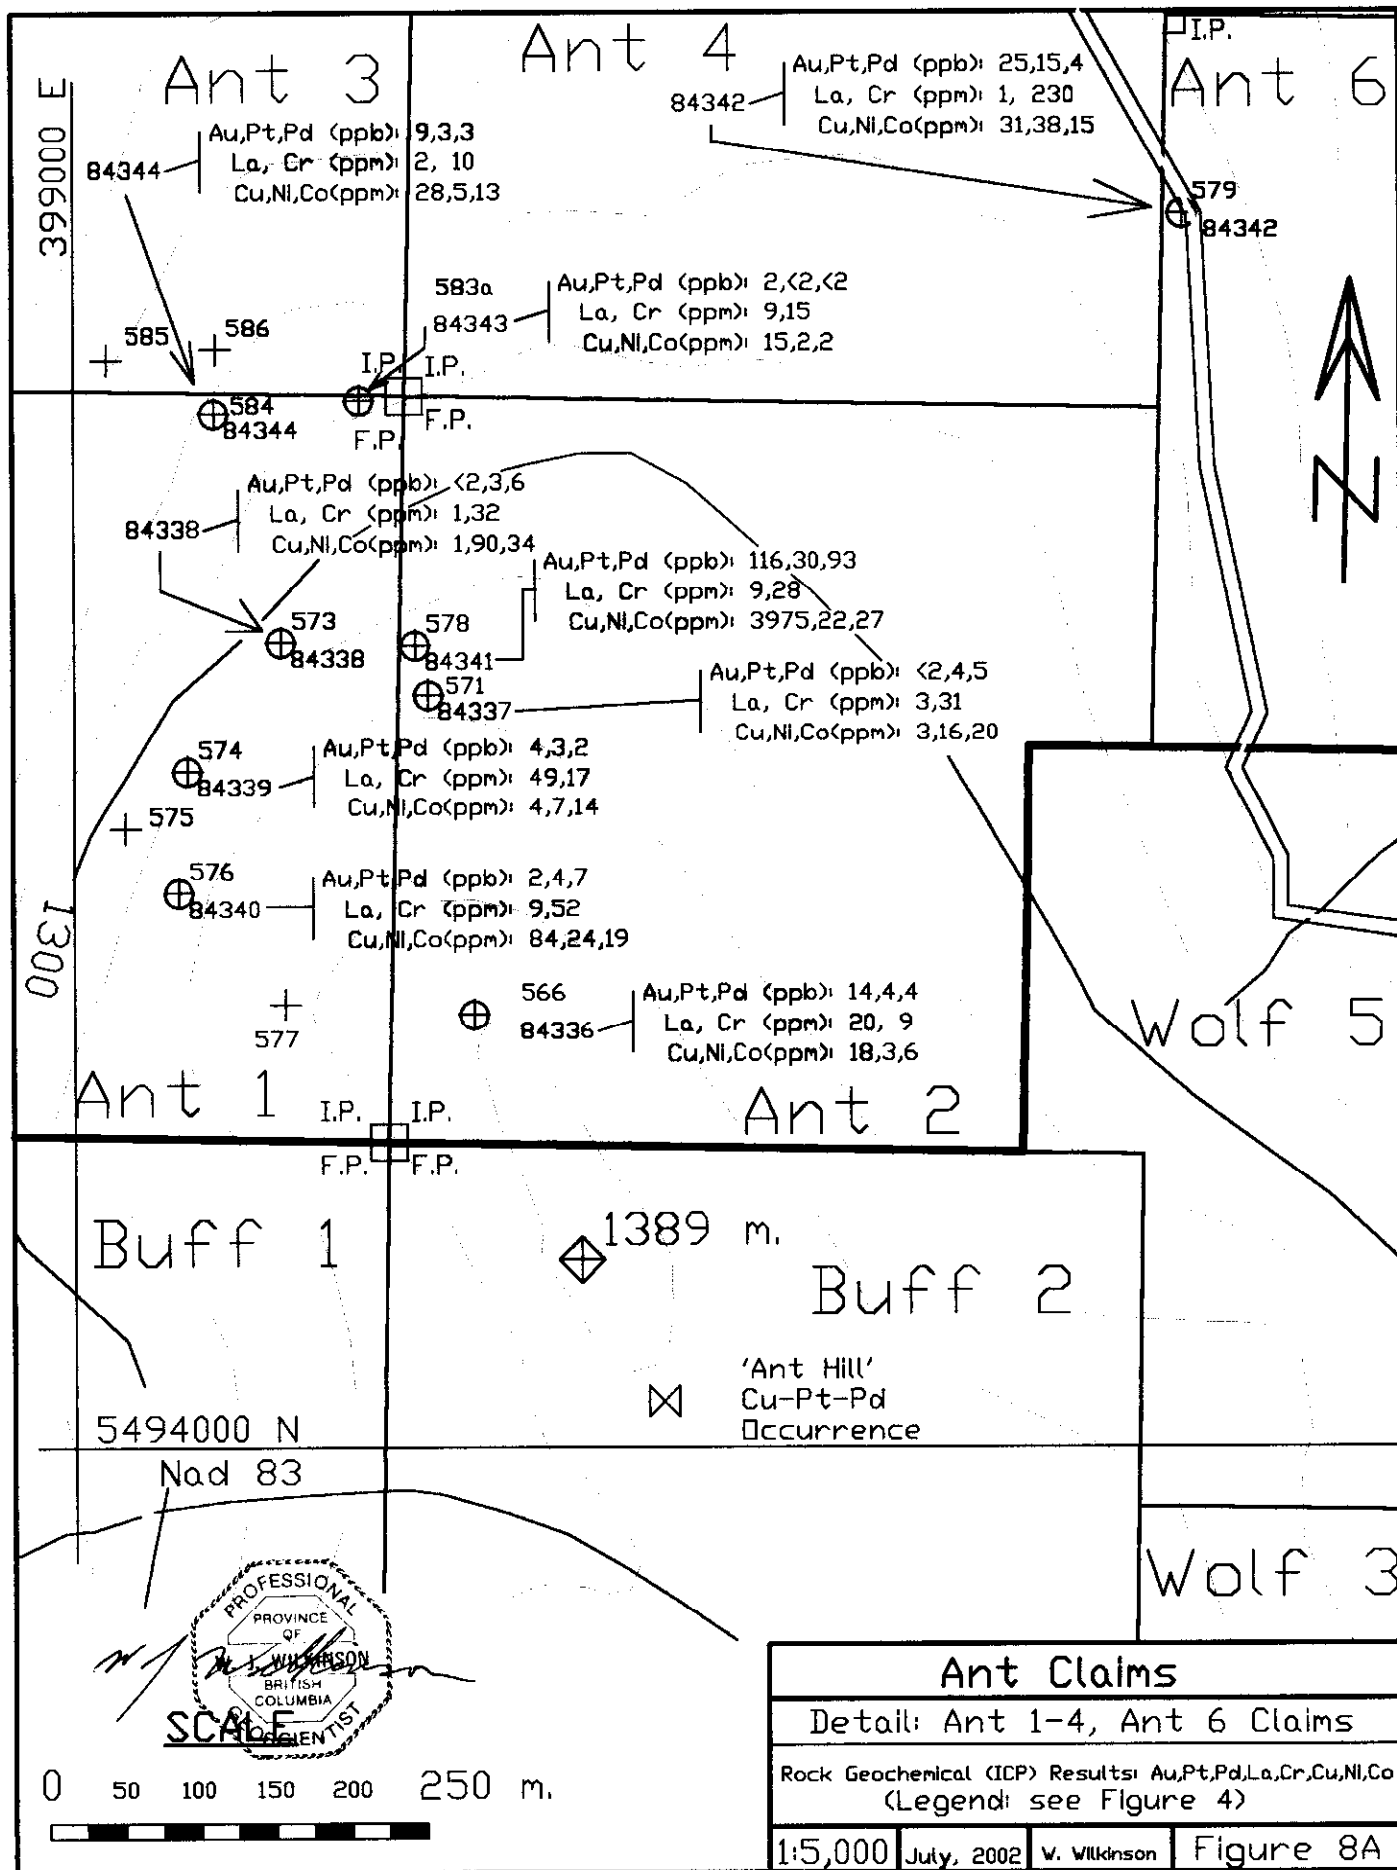 Ant 3
Ant 4
I.P.
Ant 6
399000 E
84342
Au,Pt,Pd (ppb): 25,15,4
La, Cr (ppm): 1, 230
Cu,Ni,Co(ppm): 31,38,15
84344
Au,Pt,Pd (ppb): 9,3,3
La, Cr (ppm): 2, 10
Cu,Ni,Co(ppm): 28,5,13
579
84342
583a
84343
Au,Pt,Pd (ppb): 2,<2,<2
La, Cr (ppm): 9,15
Cu,Ni,Co(ppm): 15,2,2
585
586
I.P.
I.P.
584
84344
F.P.
F.P.
N
84338
Au,Pt,Pd (ppb): <2,3,6
La, Cr (ppm): 1,32
Cu,Ni,Co(ppm): 1,90,34
Au,Pt,Pd (ppb): 116,30,93
La, Cr (ppm): 9,28
Cu,Ni,Co(ppm): 3975,22,27
573
84338
578
84341
571
84337
Au,Pt,Pd (ppb): <2,4,5
La, Cr (ppm): 3,31
Cu,Ni,Co(ppm): 3,16,20
574
84339
Au,Pt,Pd (ppb): 4,3,2
La, Cr (ppm): 49,17
Cu,Ni,Co(ppm): 4,7,14
575
576
84340
Au,Pt,Pd (ppb): 2,4,7
La, Cr (ppm): 9,52
Cu,Ni,Co(ppm): 84,24,19
1300
577
566
84336
Au,Pt,Pd (ppb): 14,4,4
La, Cr (ppm): 20, 9
Cu,Ni,Co(ppm): 18,3,6
Wolf 5
Ant 1
I.P.
I.P.
Ant 2
F.P.
F.P.
Buff 1
1389 m.
Buff 2
'Ant Hill'
Cu-Pt-Pd
Occurrence
5494000 N
Nad 83
Wolf 3
PROFESSIONAL
PROVINCE
OF
W. J. WILKINSON
BRITISH
COLUMBIA
GEOSCIENTIST
SCALE
0 50 100 150 200 250 m.
Ant Claims
Detail: Ant 1-4, Ant 6 Claims
Rock Geochemical (ICP) Results: Au,Pt,Pd,La,Cr,Cu,Ni,Co
(Legend: see Figure 4)
1:5,000 July, 2002 W. Wilkinson Figure 8A